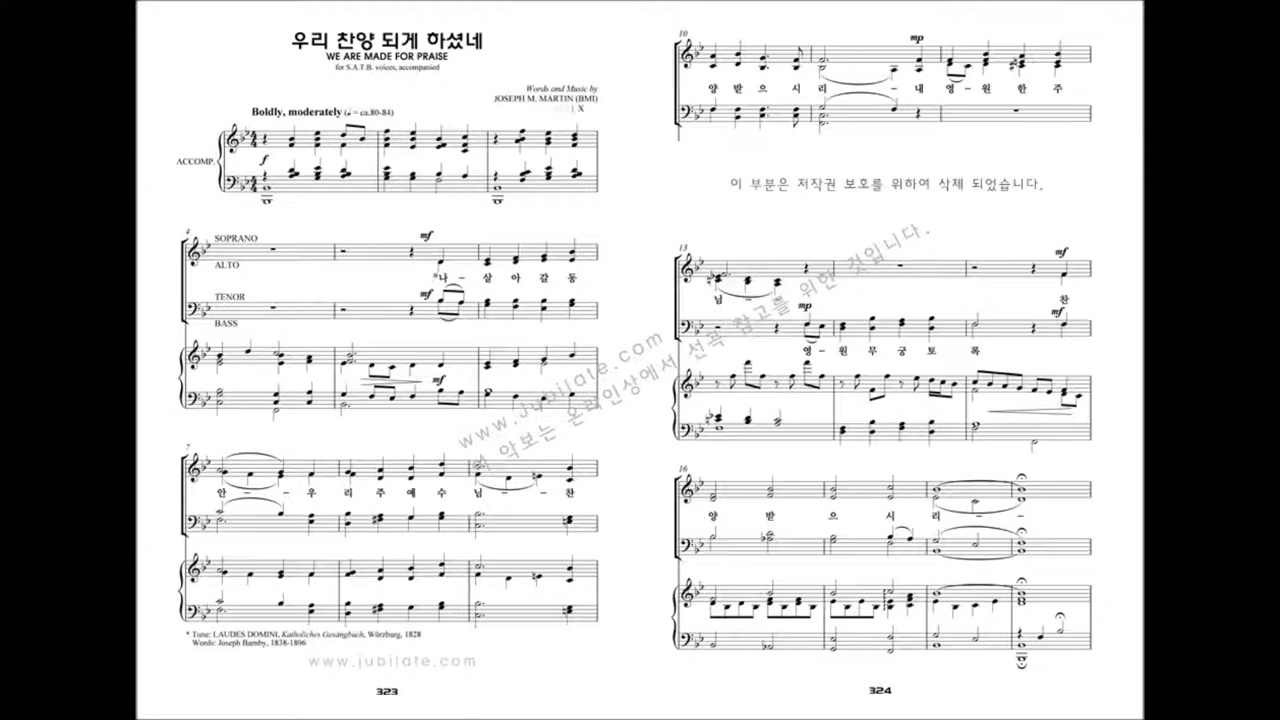 우리 찬양 되게 하셨네
WE ARE MADE FOR PRAISE
for S.A.T.B. voices, accompanied
Words and Music by
JOSEPH M. MARTIN (BMI)
Boldly, moderately (♩ = ca.80-84)
ACCOMP.
f
4
SOPRANO
mf
ALTO
*나 - 살 아 갈 동
TENOR
mf
BASS
mf
7
안 - - 우 리 주 예 수 님 - - 찬
* Tune: LAUDES DOMINI, Katholiches Gesängbuch, Würzburg, 1828
Words: Joseph Barnby, 1838-1896
www.jubilate.com
323
10
mp
양 받 으 시 리 - - 내 영 - 원 한 주
이 부분은 저작권 보호를 위하여 삭제 되었습니다.
13
mf
님 - 찬
mp
mf
영 - 원 무 궁 토 록
www.jubilate.com
이 악보는 온라인상에서 선곡 참고를 위한 것입니다.
16
양 받 으 시 리 - -
324